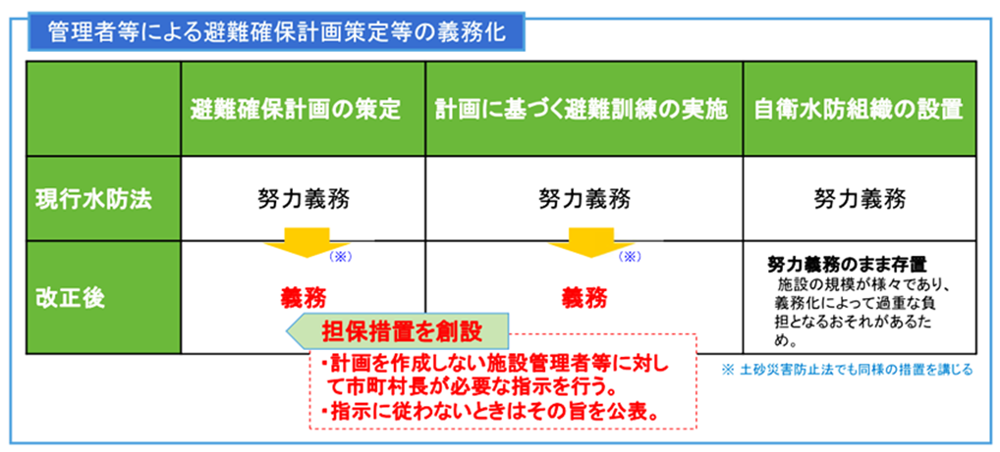 管理者等による避難確保計画策定等の義務化
避難確保計画の策定
計画に基づく避難訓練の実施
自衛水防組織の設置
現行水防法
努力義務
努力義務
努力義務
(※)
(※)
改正後
義務
義務
努力義務のまま存置
施設の規模が様々であり、
義務化によって過重な負
担となるおそれがあるた
め。
担保措置を創設
・計画を作成しない施設管理者等に対し
て市町村長が必要な指示を行う。
・指示に従わないときはその旨を公表。
※ 土砂災害防止法でも同様の措置を講じる